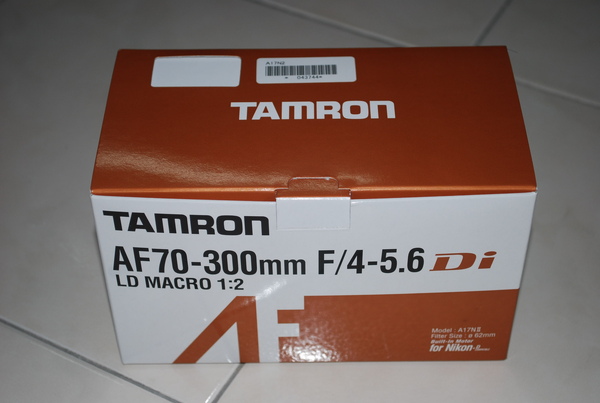 A17N2
TAMRON
TAMRON
AF70-300mm F/4-5.6 Di
LD MACRO 1:2
AF
Model : A17NⅡ
Filter Size : ø 62mm
Built-in Motor
for Nikon